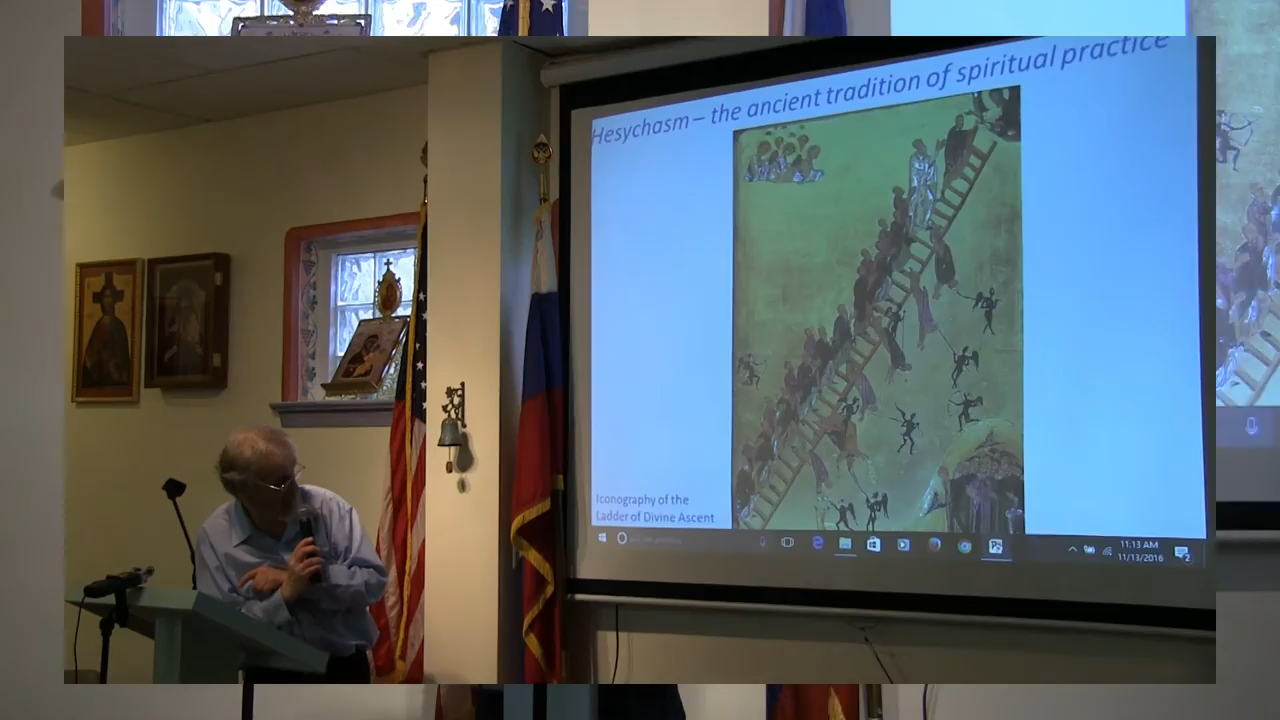 Hesychasm – the ancient tradition of spiritual practice
Iconography of the
Ladder of Divine Ascent
11:13 AM
11/13/2016
2